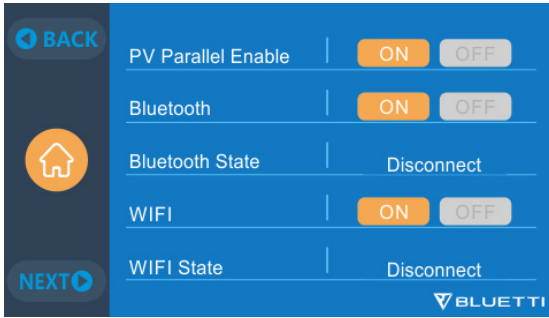 BACK
PV Parallel Enable ON OFF
Bluetooth ON OFF
Bluetooth State Disconnect
WIFI ON OFF
WIFI State Disconnect
NEXT
BLUETTI